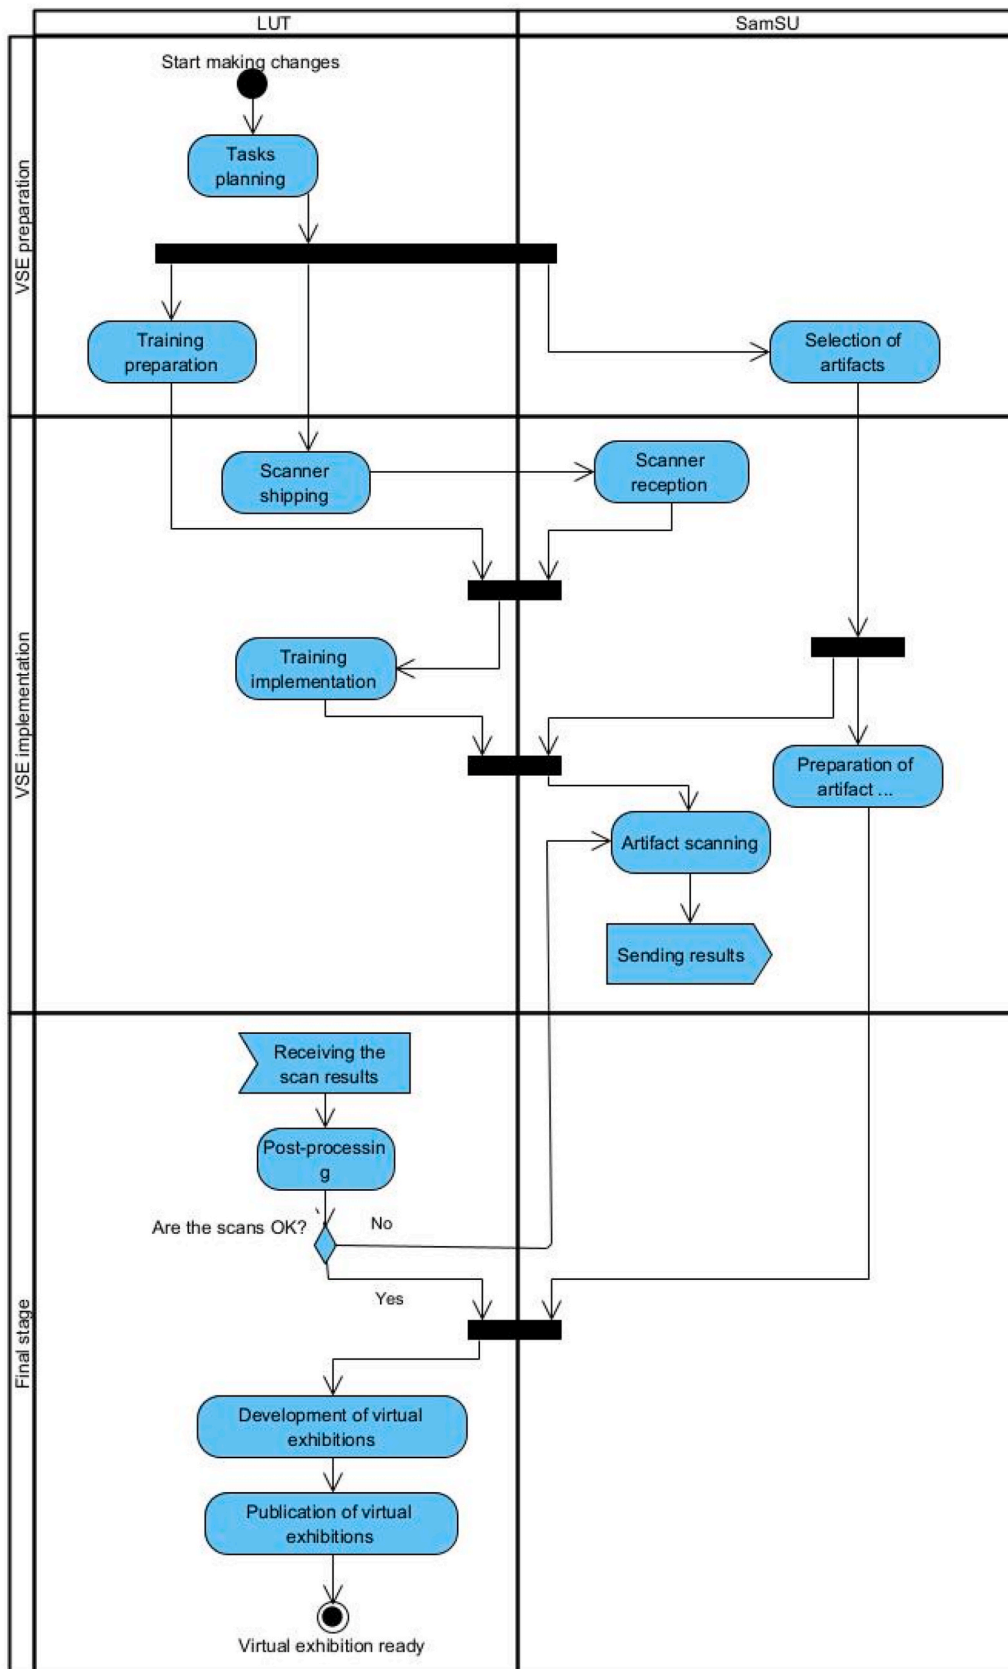 LUT
SamSU
VSE preparation
Start making changes
Tasks
planning
Training
preparation
Selection of
artifacts
VSE implementation
Scanner
shipping
Scanner
reception
Training
implementation
Preparation of
artifact ...
Artifact scanning
Sending results
Final stage
Receiving the
scan results
Post-processin
g
Are the scans OK?
No
Yes
Development of virtual
exhibitions
Publication of virtual
exhibitions
Virtual exhibition ready